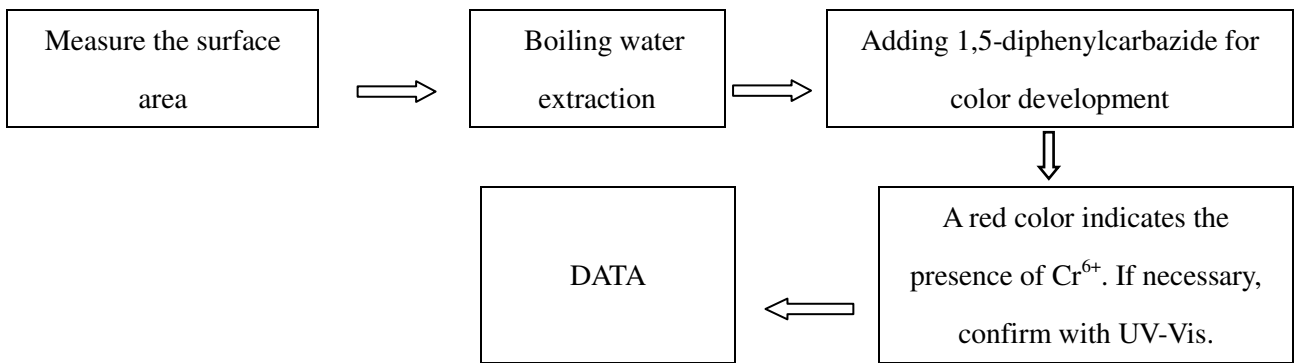 Measure the surface
area
Boiling water
extraction
Adding 1,5-diphenylcarbazide for
color development
A red color indicates the
presence of Cr⁶⁺. If necessary,
confirm with UV-Vis.
DATA